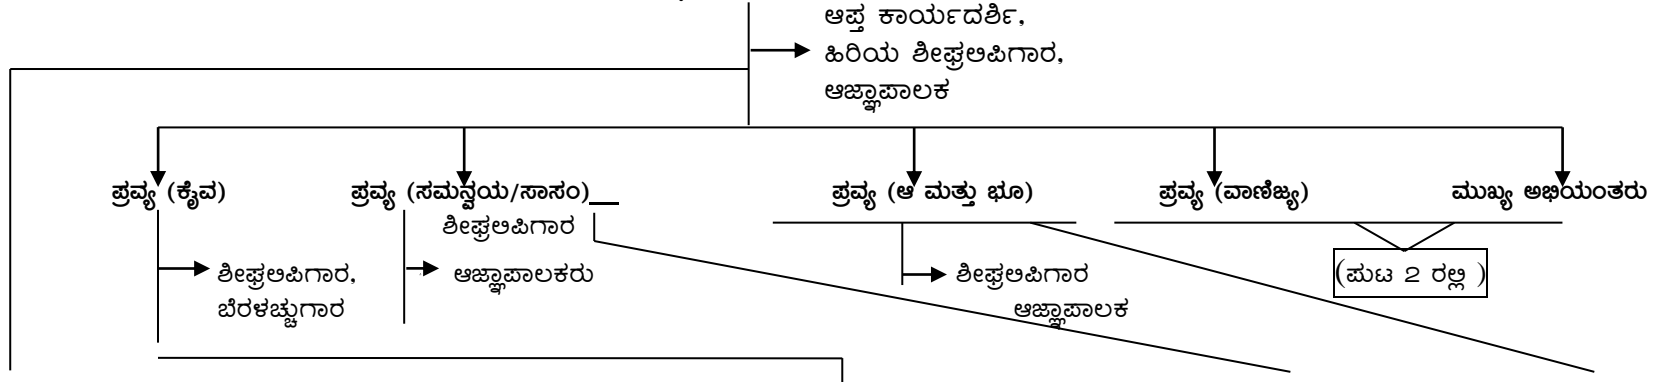 ಆಪ್ತ ಕಾರ್ಯದರ್ಶಿ,
ಹಿರಿಯ ಶೀಘ್ರಲಿಪಿಗಾರ,
ಆಜ್ಞಾಪಾಲಕ
ಪ್ರವ್ಯ (ಕೈವ) ಪ್ರವ್ಯ (ಸಮನ್ವಯ/ಸಾಸಂ) ಪ್ರವ್ಯ (ಆ ಮತ್ತು ಭೂ) ಪ್ರವ್ಯ (ವಾಣಿಜ್ಯ) ಮುಖ್ಯ ಅಭಿಯಂತರು
ಶೀಘ್ರಲಿಪಿಗಾರ
ಶೀಘ್ರಲಿಪಿಗಾರ, ಆಜ್ಞಾಪಾಲಕರು ಶೀಘ್ರಲಿಪಿಗಾರ (ಪುಟ 2 ರಲ್ಲಿ )
ಬೆರಳಚ್ಚುಗಾರ ಆಜ್ಞಾಪಾಲಕ